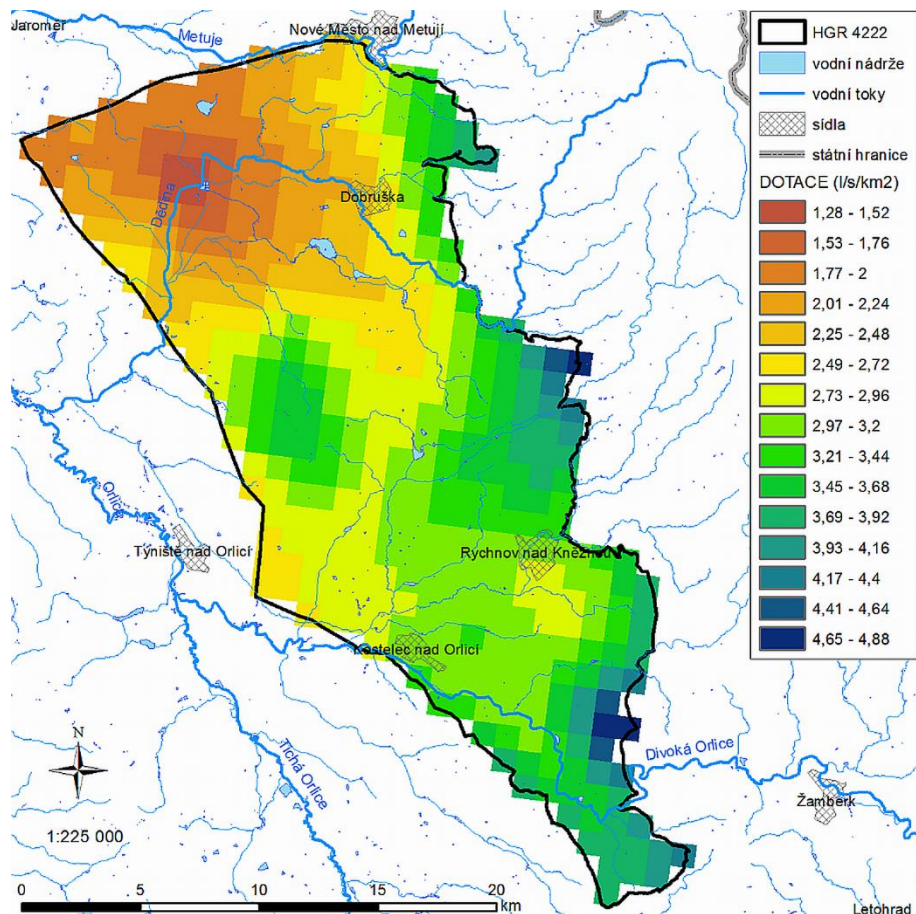 Jaroměř
Nové Město nad Metují
Metuje
Dědina
Dobruška
Orlice
Týniště nad Orlicí
Rychnov nad Kněžnou
Kostelec nad Orlicí
Tichá Orlice
Divoká Orlice
Žamberk
Letohrad
N
1:225 000
0 5 10 15 20
km
HGR 4222
vodní nádrže
vodní toky
sídla
státní hranice
DOTACE (l/s/km2)
1,28 - 1,52
1,53 - 1,76
1,77 - 2
2,01 - 2,24
2,25 - 2,48
2,49 - 2,72
2,73 - 2,96
2,97 - 3,2
3,21 - 3,44
3,45 - 3,68
3,69 - 3,92
3,93 - 4,16
4,17 - 4,4
4,41 - 4,64
4,65 - 4,88